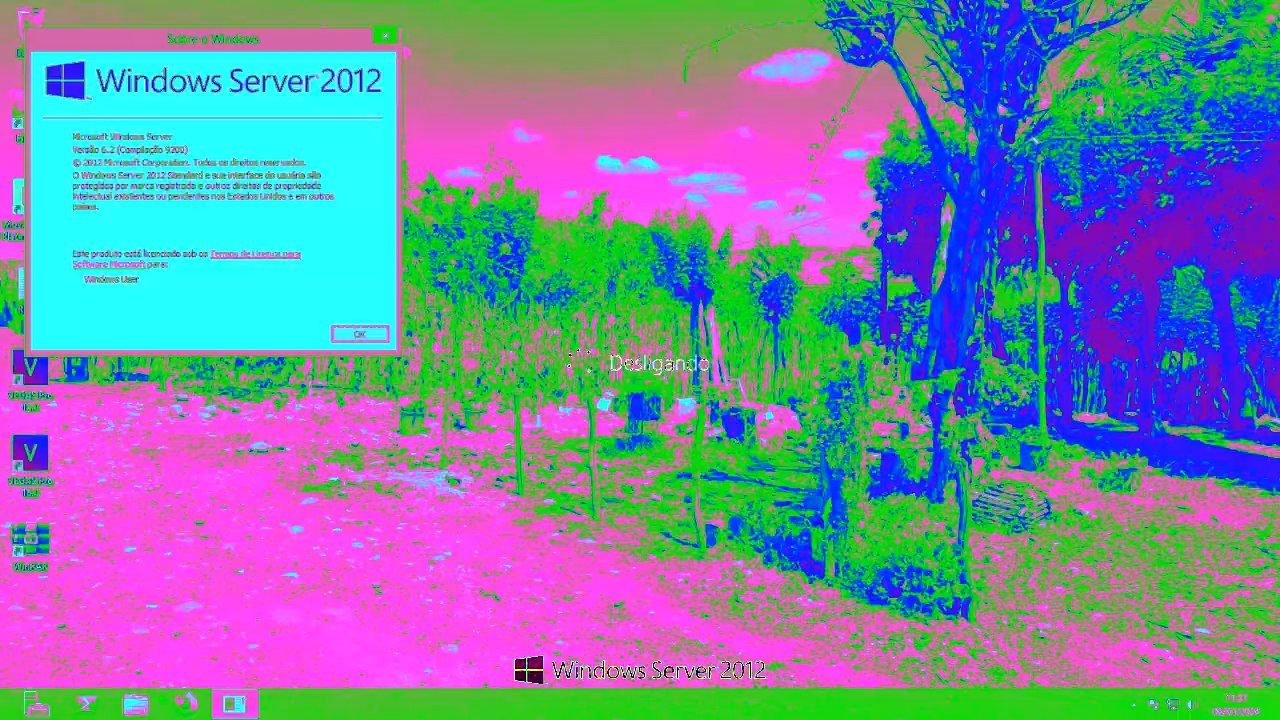 Sobre o Windows
Windows Server 2012
Microsoft Windows Server
Versão 6.2 (Compilação 9200)
© 2012 Microsoft Corporation. Todos os direitos reservados.
O Windows Server 2012 Standard e sua interface do usuário são
protegidos por marca registrada e outros direitos de propriedade
intelectual existentes ou pendentes nos Estados Unidos e em outros
países.
Este produto está licenciado sob os Termos de Licença para
Software Microsoft para:
Windows User
OK
Desligando
WinRAR
Windows Server 2012
11:37